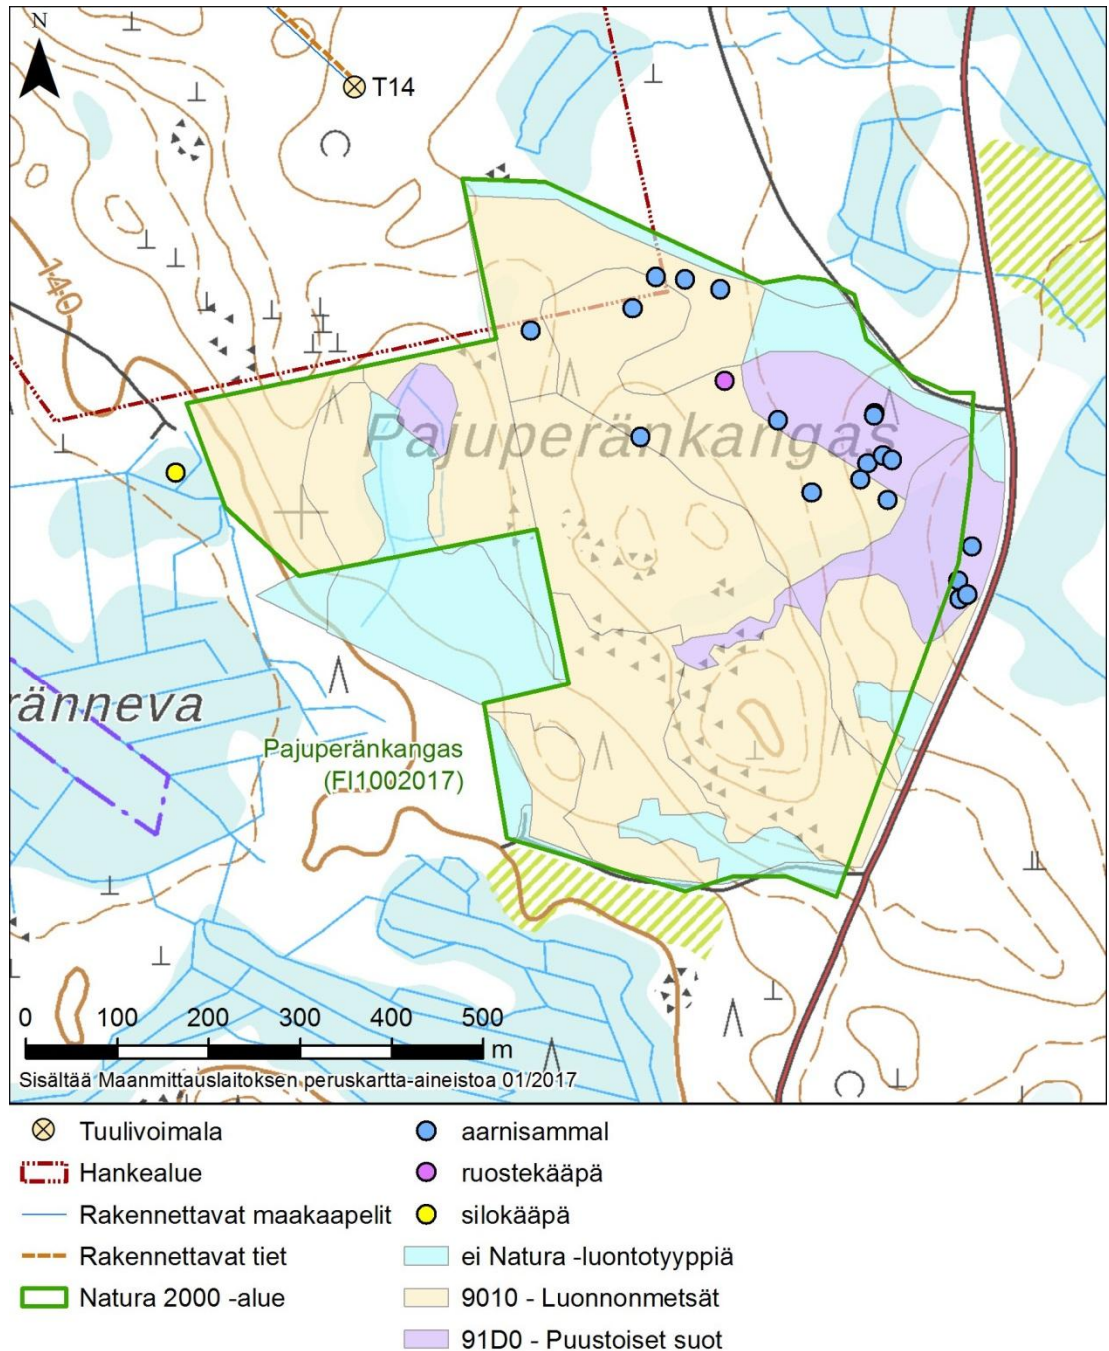 N
T14
140
Pajuperänkangas
ränneva
Pajuperänkangas
(FI1002017)
0 100 200 300 400 500
m
Sisältää Maanmittauslaitoksen peruskartta-aineistoa 01/2017
Tuulivoimala
Hankealue
Rakennettavat maakaapelit
Rakennettavat tiet
Natura 2000 -alue
aarnisammal
ruostekääpä
silokääpä
ei Natura -luontotyyppiä
9010 - Luonnonmetsät
91D0 - Puustoiset suot